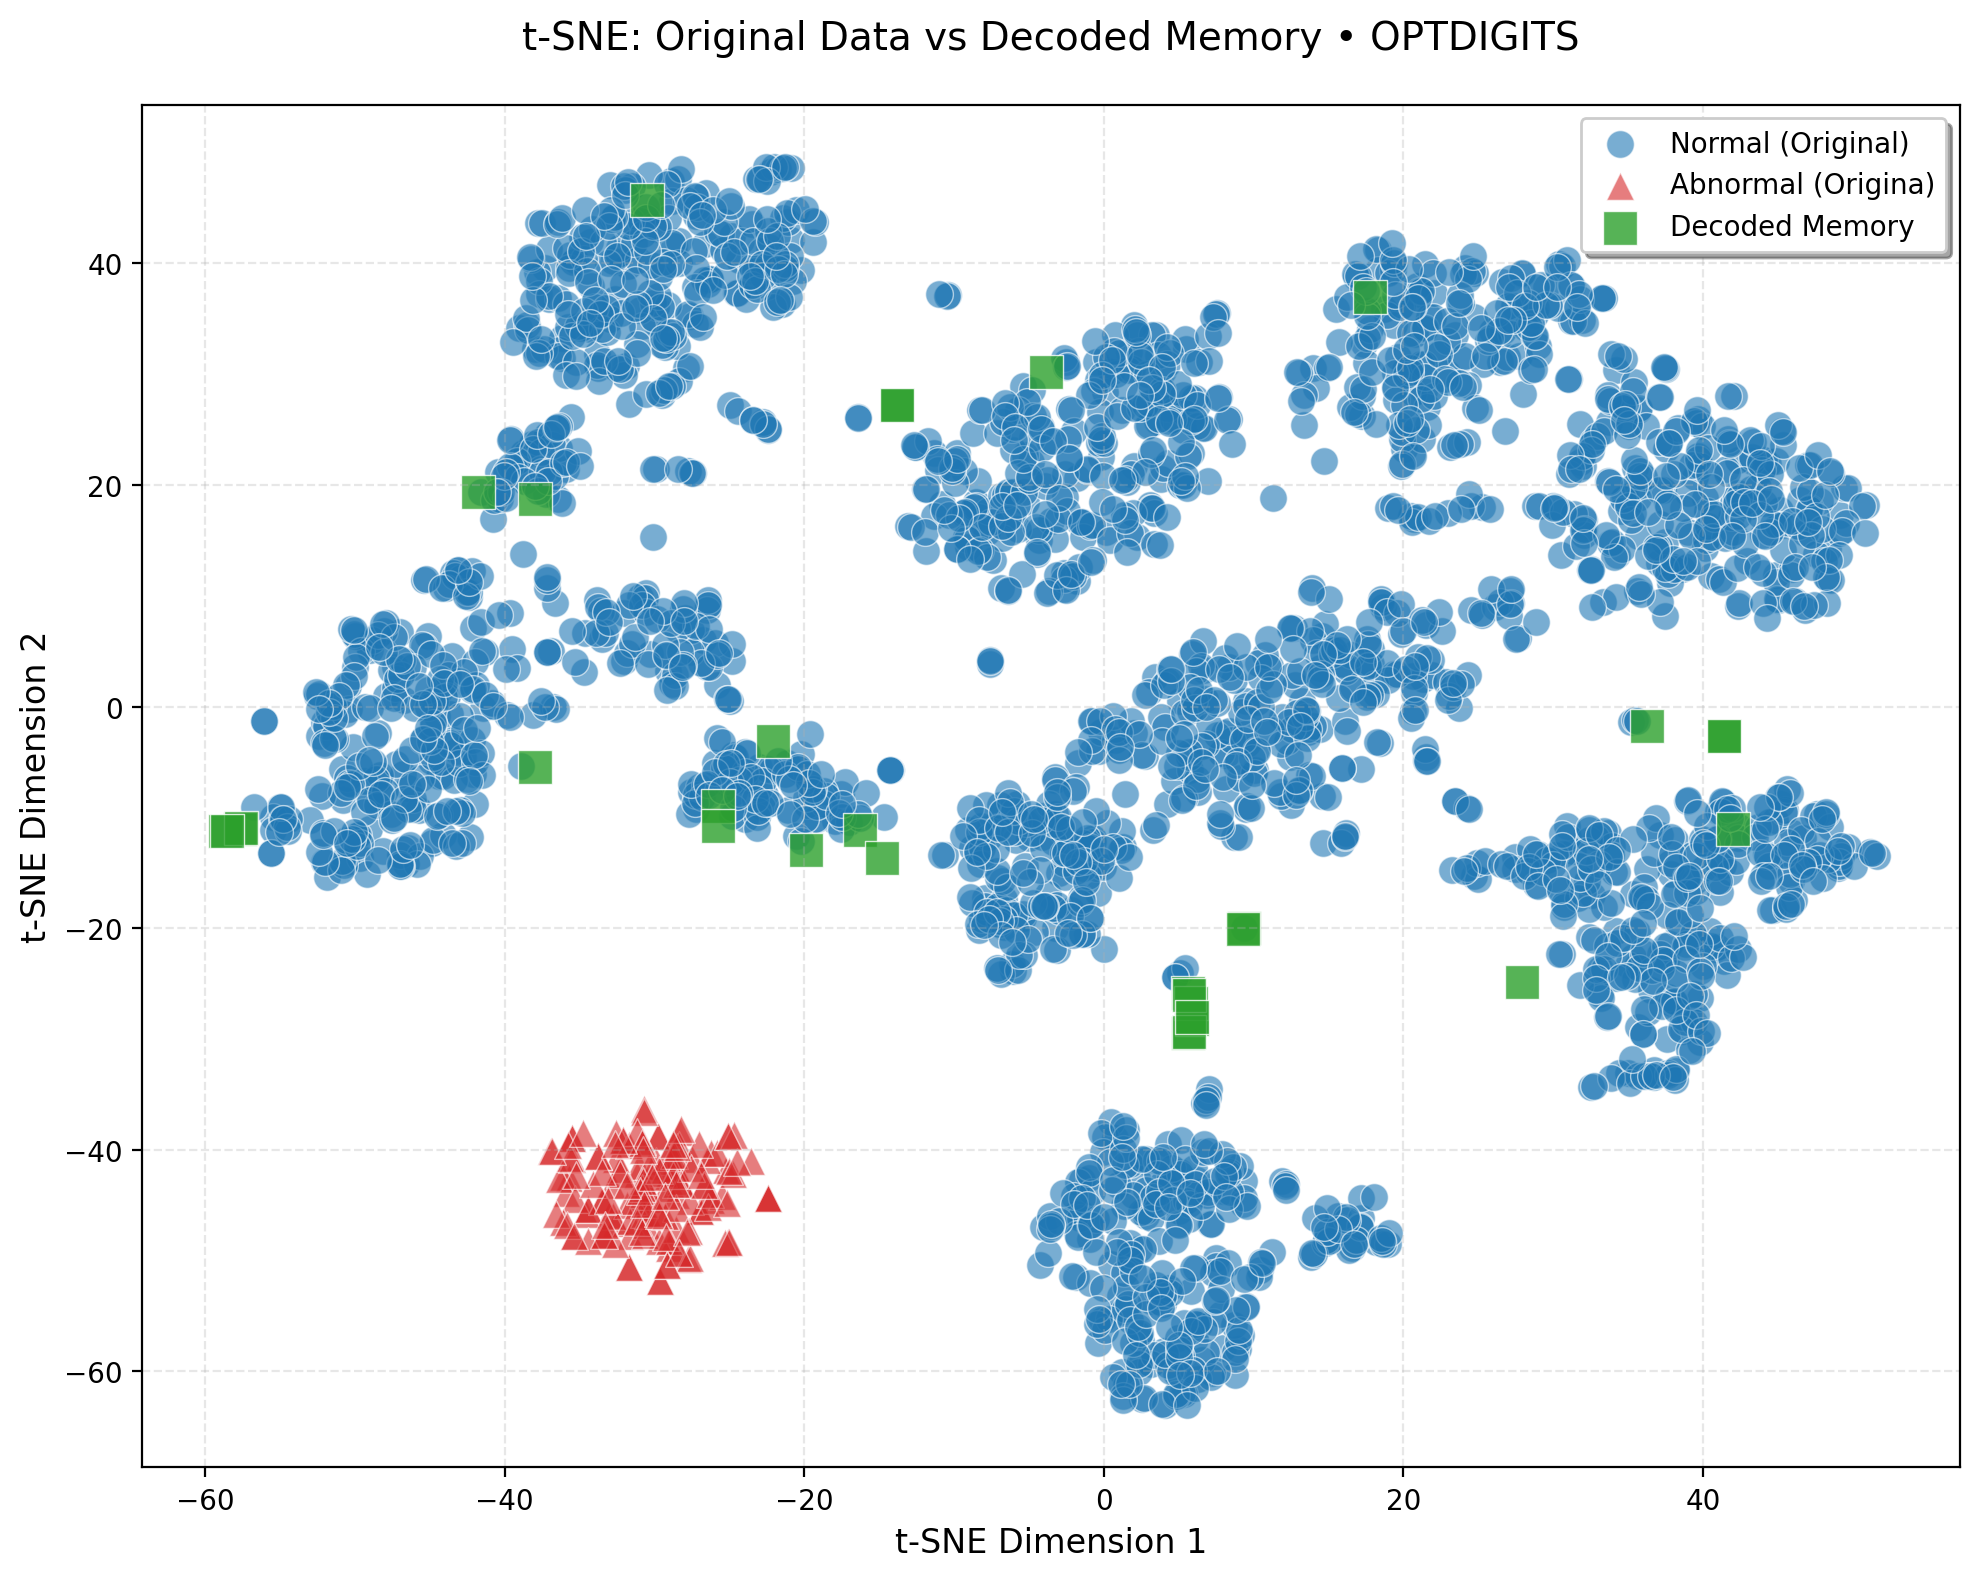 t-SNE: Original Data vs Decoded Memory • OPTDIGITS
Normal (Original)
Abnormal (Origina)
Decoded Memory
40
20
0
−20
−40
−60
t-SNE Dimension 2
−60
−40
−20
0
20
40
t-SNE Dimension 1